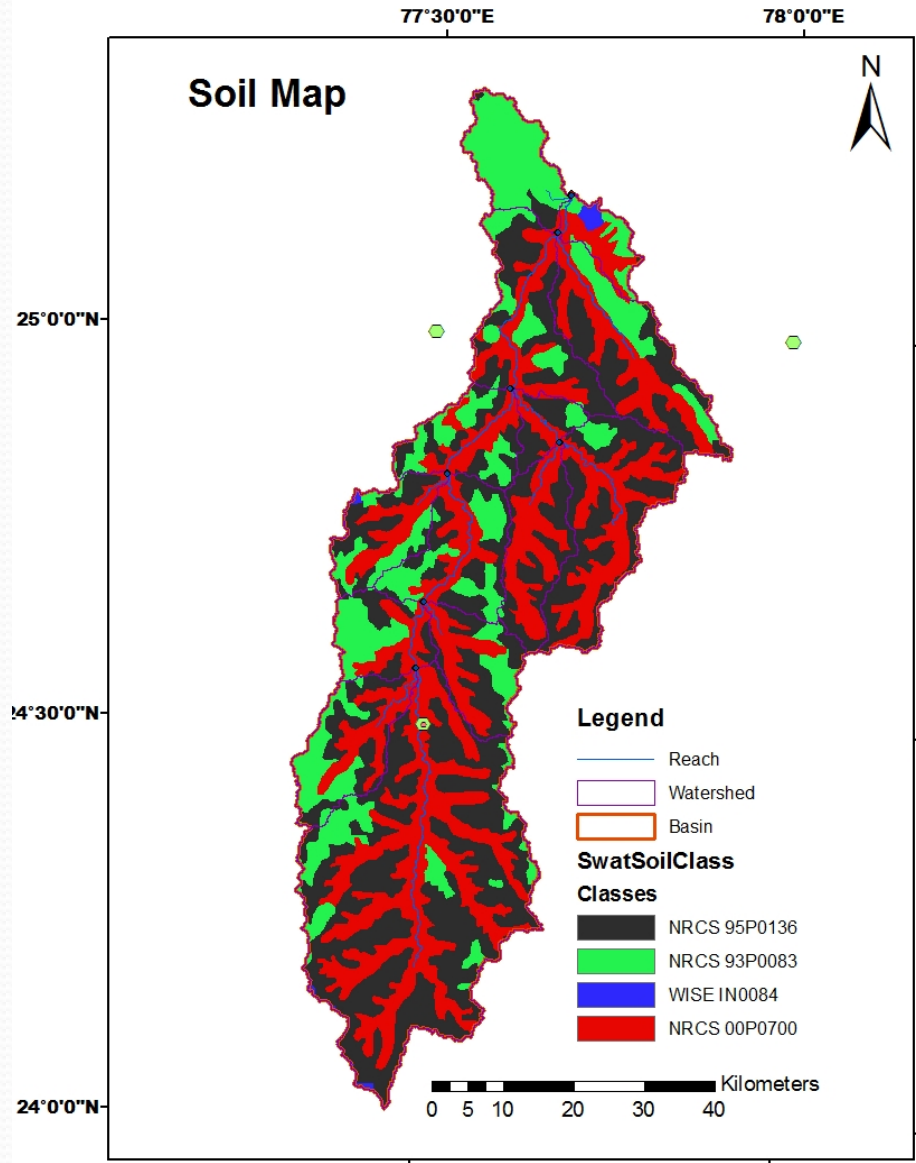 77°30'0"E 78°0'0"E
Soil Map
N
25°0'0"N
24°30'0"N
Legend
Reach
Watershed
Basin
SwatSoilClass
Classes
NRCS 95P0136
NRCS 93P0083
WISE IN0084
NRCS 00P0700
Kilometers
0 5 10 20 30 40
24°0'0"N